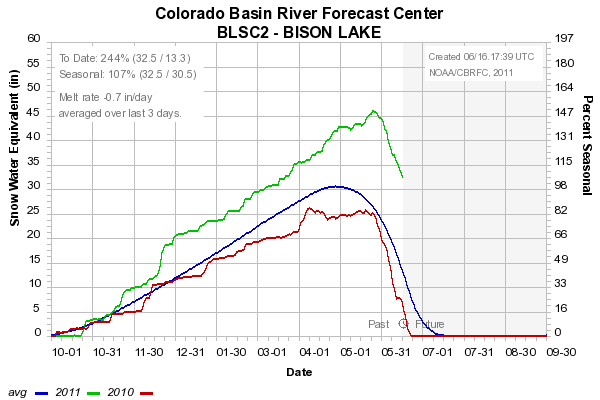 Colorado Basin River Forecast Center
BLSC2 - BISON LAKE
60
55
50
45
40
35
30
25
20
15
10
5
0
Snow Water Equivalent (in)
To Date: 244% (32.5 / 13.3)
Seasonal: 107% (32.5 / 30.5)
Melt rate -0.7 in/day
averaged over last 3 days.
Created 06/16.17:39 UTC
NOAA/CBRFC, 2011
197
180
164
147
131
115
98
82
66
49
32
16
0
Percent Seasonal
Past Future
10-01 10-31 11-30 12-31 01-30 03-01 04-01 05-01 05-31 07-01 07-31 08-30 09-30
Date
avg 2011 2010